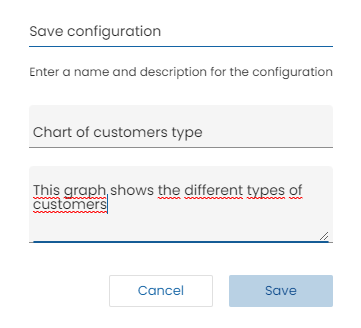 Save configuration
Enter a name and description for the configuration
Chart of customers type
This graph shows the different types of
customers
Cancel
Save